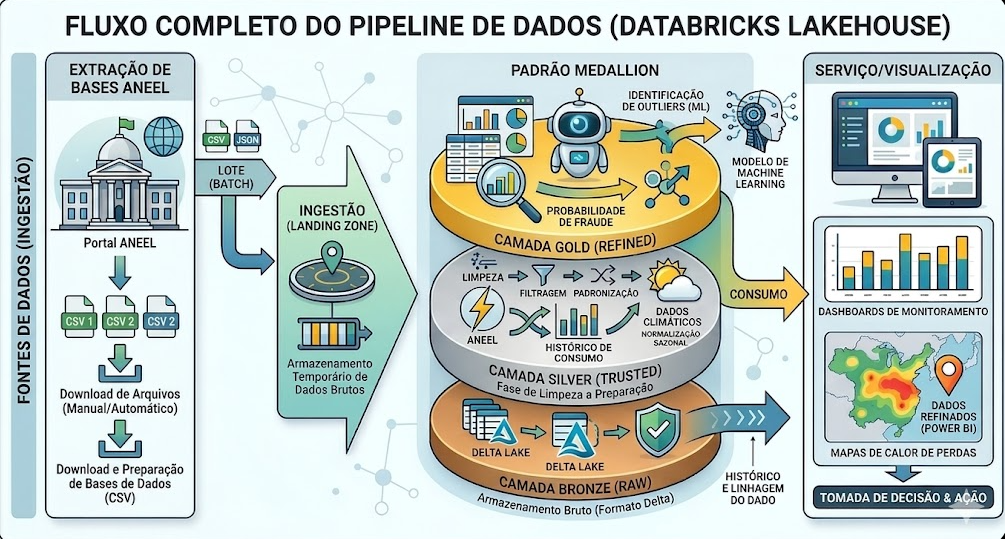 FLUXO COMPLETO DO PIPELINE DE DADOS (DATABRICKS LAKEHOUSE)
FONTES DE DADOS (INGESTÃO)
EXTRAÇÃO DE
BASES ANEEL
Portal ANEEL
CSV 1
CSV 2
CSV 2
Download de Arquivos
(Manual/Automático)
Download e Preparação
de Bases de Dados
(CSV)
CSV
JSON
LOTE
(BATCH)
INGESTÃO
(LANDING ZONE)
Armazenamento
Temporário de
Dados Brutos
PADRÃO MEDALLION
IDENTIFICAÇÃO
DE OUTLIERS (ML)
MODELO DE
MACHINE
LEARNING
PROBABILIDADE
DE FRAUDE
CAMADA GOLD (REFINED)
LIMPEZA
FILTRAGEM
PADRONIZAÇÃO
ANEEL
HISTÓRICO DE
CONSUMO
DADOS
CLIMÁTICOS
NORMALIZAÇÃO
SAZONAL
CAMADA SILVER (TRUSTED)
Fase de Limpeza a Preparação
DELTA LAKE
DELTA LAKE
CAMADA BRONZE (RAW)
Armazenamento Bruto (Formato Delta)
CONSUMO
HISTÓRICO
E LINHAGEM
DO DADO
SERVIÇO/VISUALIZAÇÃO
DASHBOARDS DE MONITORAMENTO
DADOS
REFINADOS
(POWER BI)
MAPAS DE CALOR DE PERDAS
TOMADA DE DECISÃO & AÇÃO